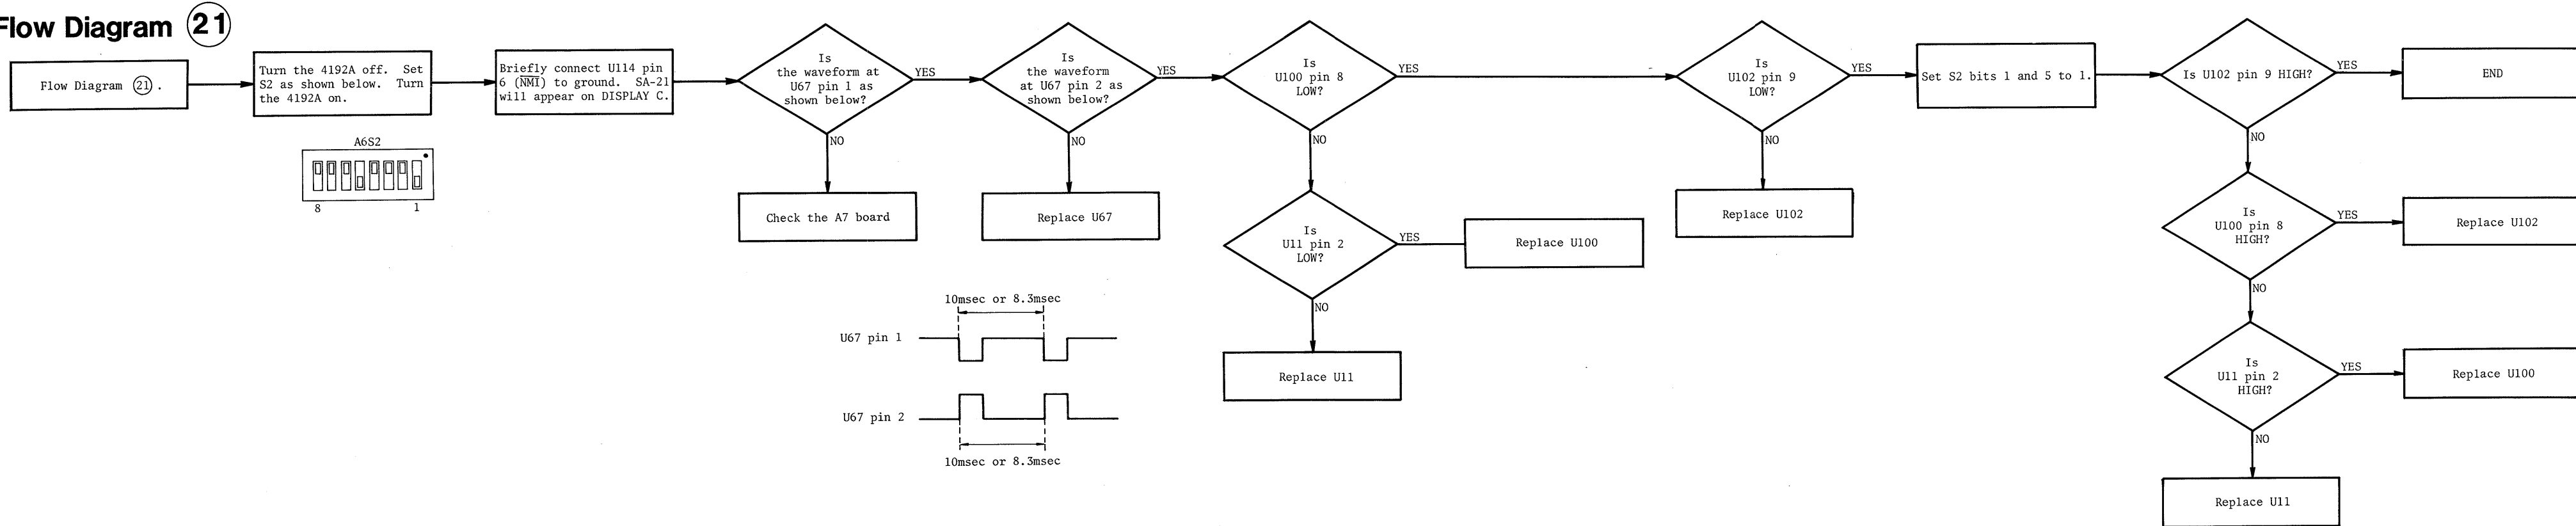 Flow Diagram 21
Flow Diagram 21.
Turn the 4192A off. Set
S2 as shown below. Turn
the 4192A on.
A6S2
8 1
Briefly connect U114 pin
6 (NMI) to ground. SA-21
will appear on DISPLAY C.
Is
the waveform at
U67 pin 1 as
shown below?
YES
NO
Check the A7 board
Is
the waveform
at U67 pin 2 as
shown below?
YES
NO
Replace U67
Is
U100 pin 8
LOW?
YES
NO
Is
U11 pin 2
LOW?
YES
Replace U100
NO
Replace U11
Is
U102 pin 9
LOW?
YES
NO
Replace U102
Set S2 bits 1 and 5 to 1.
Is U102 pin 9 HIGH?
YES
END
NO
Is
U100 pin 8
HIGH?
YES
Replace U102
NO
Is
U11 pin 2
HIGH?
YES
Replace U100
NO
Replace U11
10msec or 8.3msec
U67 pin 1
U67 pin 2
10msec or 8.3msec